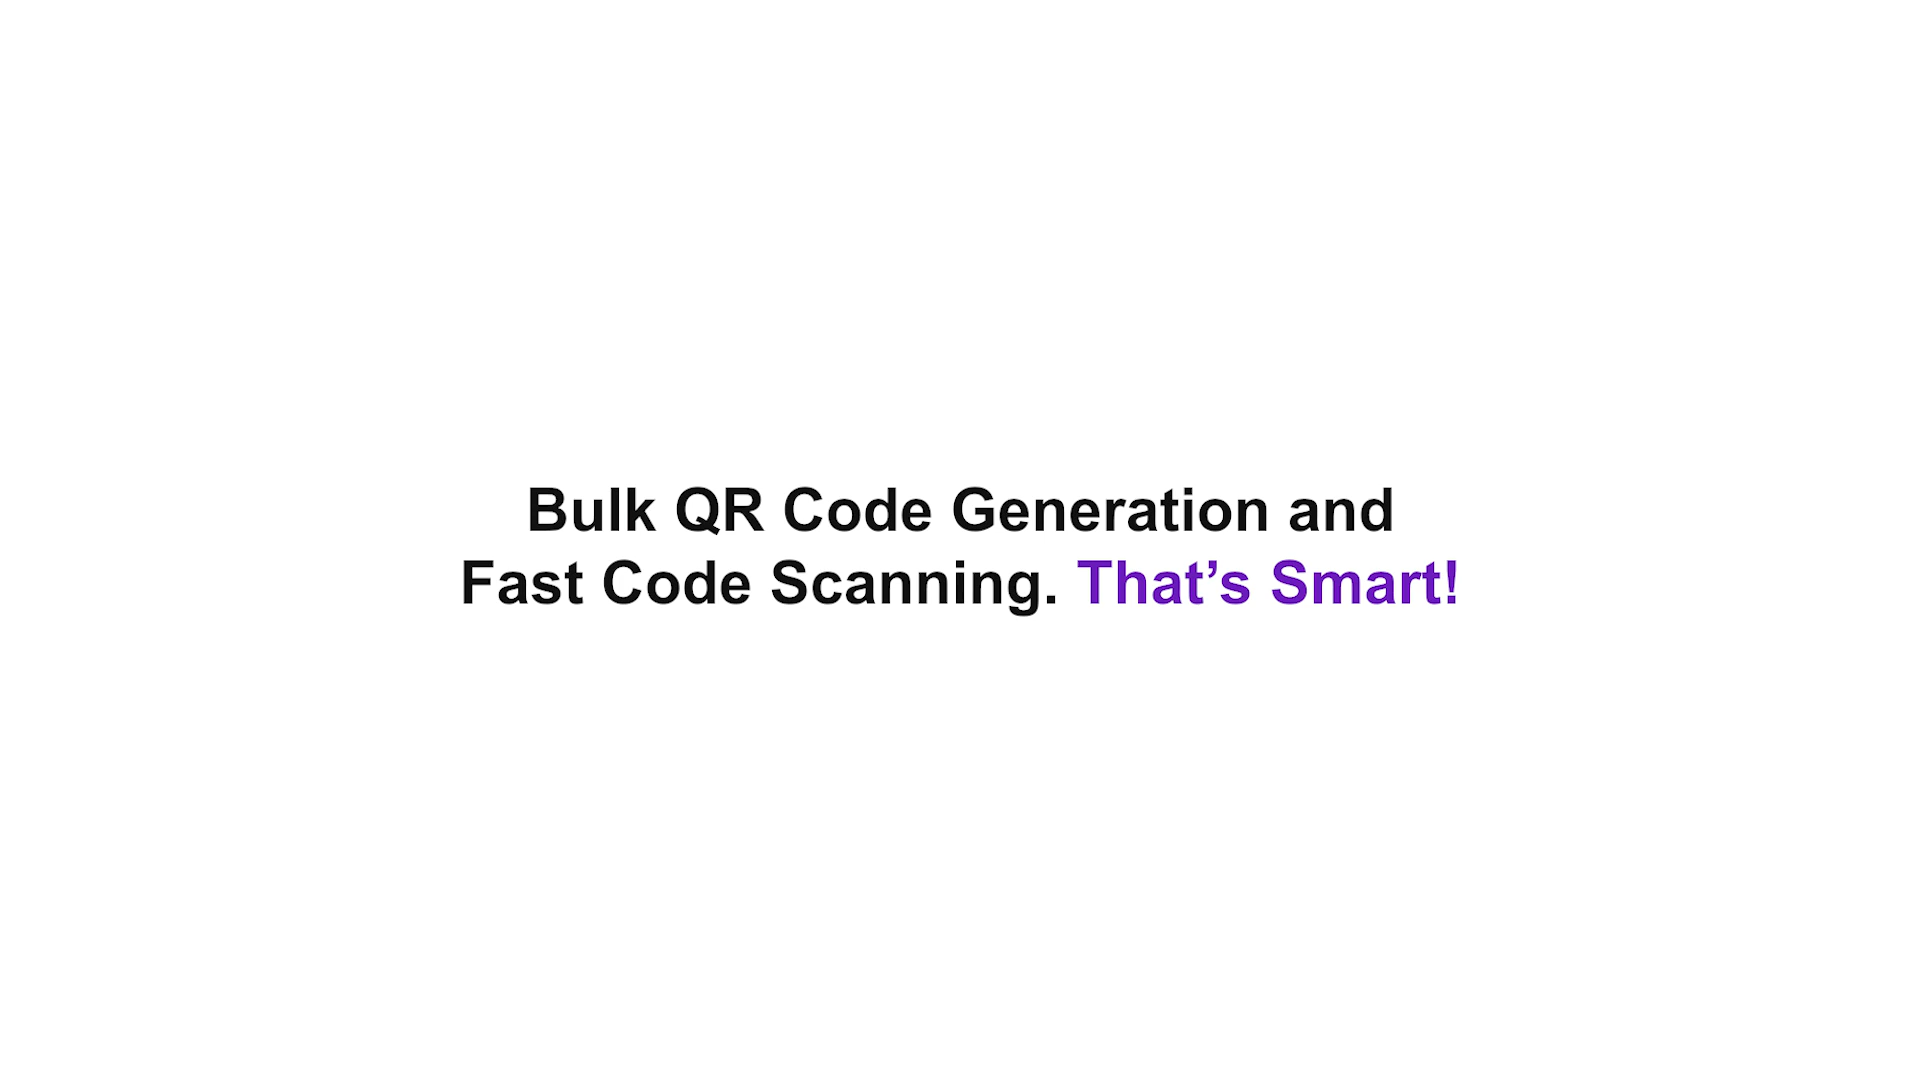 Bulk QR Code Generation and
Fast Code Scanning. That’s Smart!